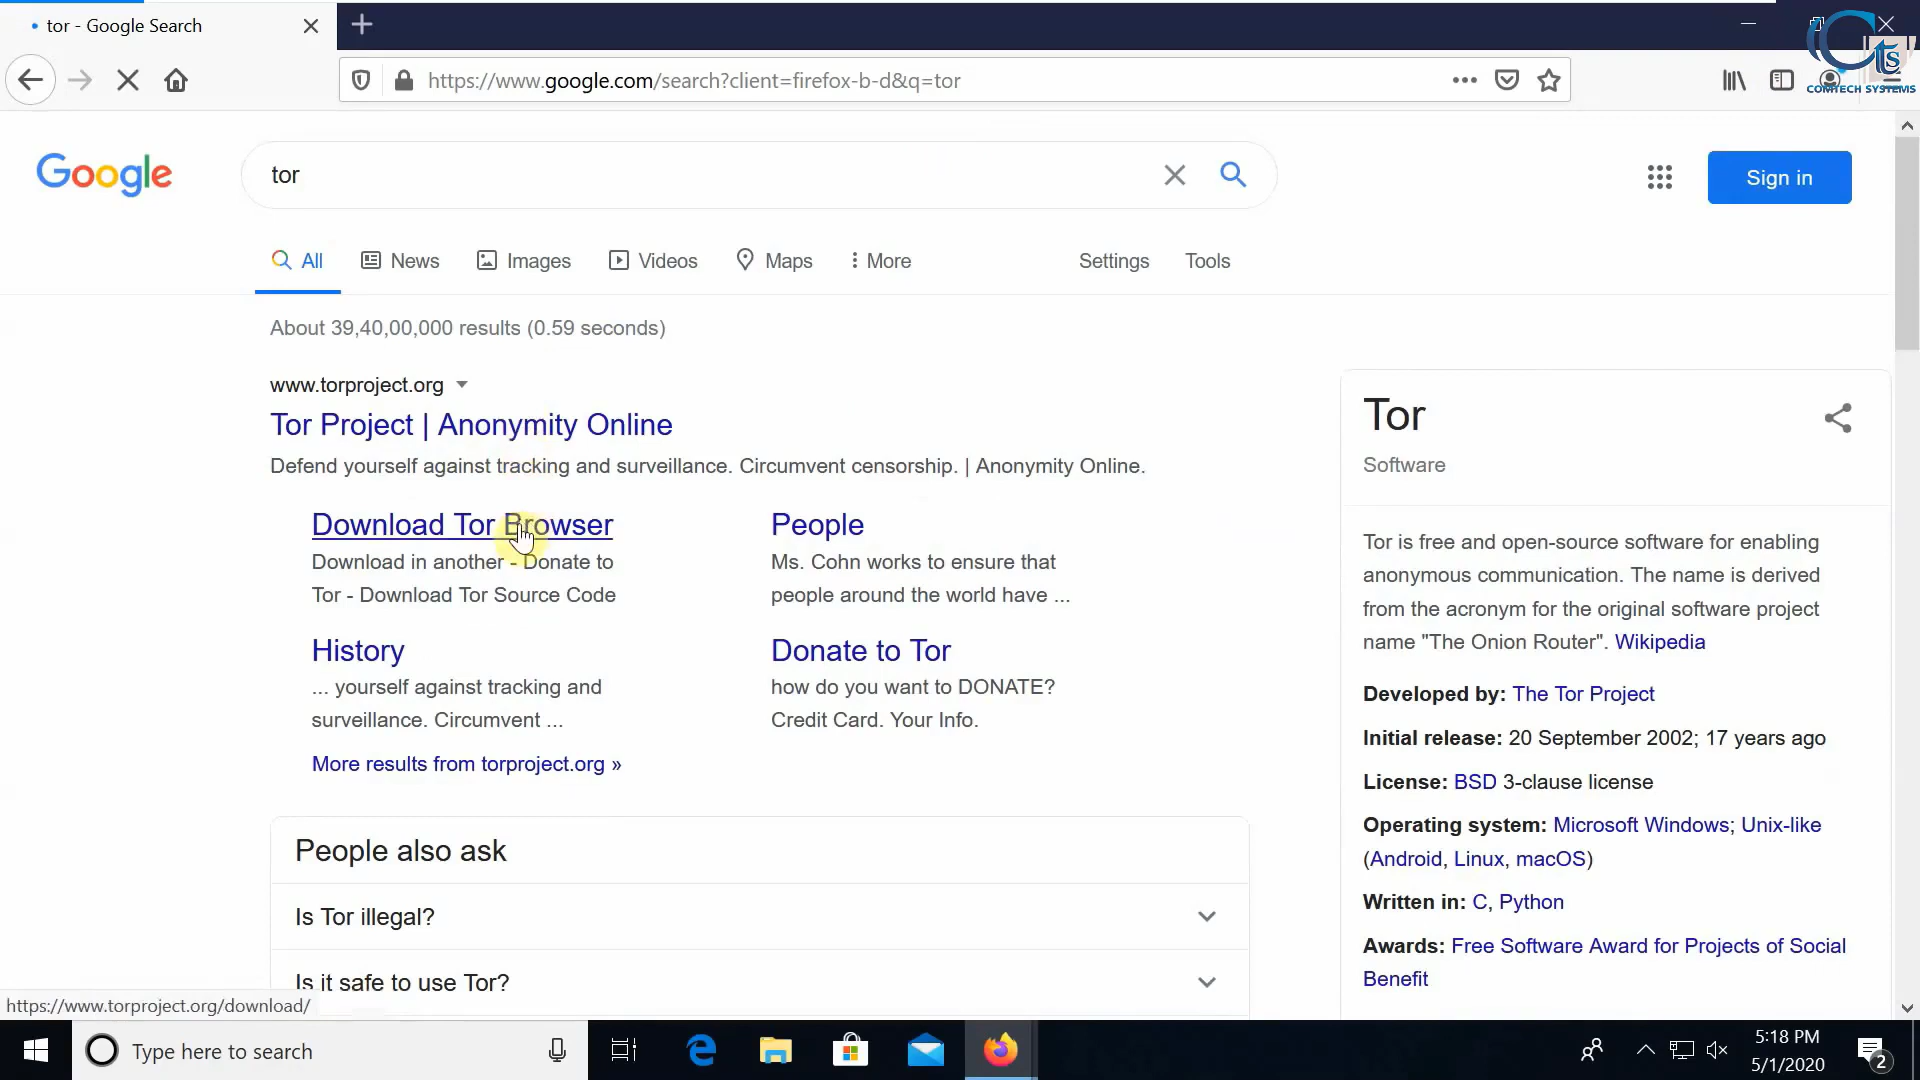 tor - Google Search
https://www.google.com/search?client=firefox-b-d&q=tor
COMTECH SYSTEMS
Google
tor
Sign in
All
News
Images
Videos
Maps
More
Settings
Tools
About 39,40,00,000 results (0.59 seconds)
www.torproject.org
Tor Project | Anonymity Online
Defend yourself against tracking and surveillance. Circumvent censorship. | Anonymity Online.
Download Tor Browser
Download in another - Donate to
Tor - Download Tor Source Code
People
Ms. Cohn works to ensure that
people around the world have ...
History
... yourself against tracking and
surveillance. Circumvent ...
Donate to Tor
how do you want to DONATE?
Credit Card. Your Info.
More results from torproject.org »
People also ask
Is Tor illegal?
Is it safe to use Tor?
Tor
Software
Tor is free and open-source software for enabling
anonymous communication. The name is derived
from the acronym for the original software project
name "The Onion Router". Wikipedia
Developed by: The Tor Project
Initial release: 20 September 2002; 17 years ago
License: BSD 3-clause license
Operating system: Microsoft Windows; Unix-like
(Android, Linux, macOS)
Written in: C, Python
Awards: Free Software Award for Projects of Social
Benefit
https://www.torproject.org/download/
Type here to search
5:18 PM
5/1/2020
2